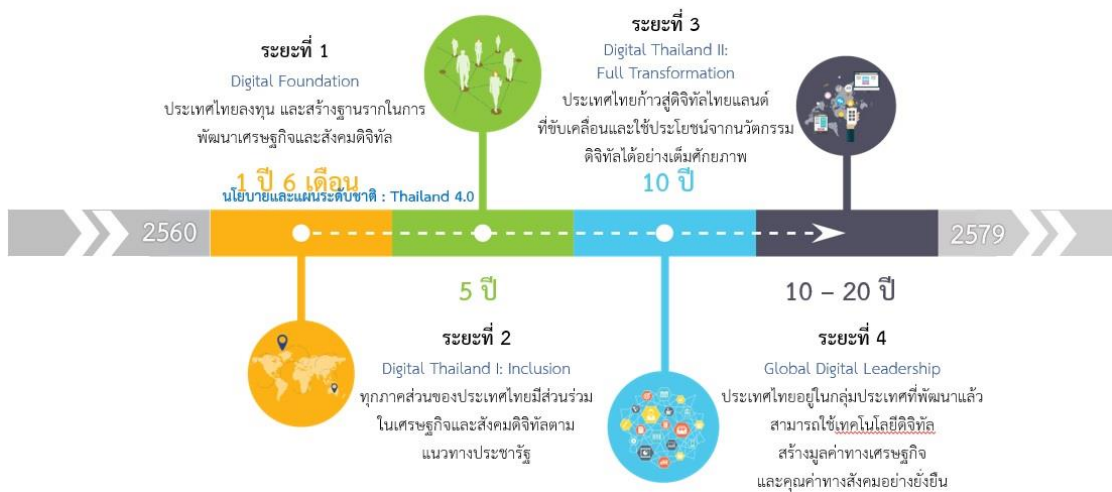 ระยะที่ 1
Digital Foundation
ประเทศไทยลงทุน และสร้างฐานรากในการ
พัฒนาเศรษฐกิจและสังคมดิจิทัล
1 ปี 6 เดือน
นโยบายและแผนระดับชาติ : Thailand 4.0
ระยะที่ 3
Digital Thailand II:
Full Transformation
ประเทศไทยก้าวสู่ดิจิทัลไทยแลนด์
ที่ขับเคลื่อนและใช้ประโยชน์จากนวัตกรรม
ดิจิทัลได้อย่างเต็มศักยภาพ
10 ปี
2560
2579
5 ปี
ระยะที่ 2
Digital Thailand I: Inclusion
ทุกภาคส่วนของประเทศไทยมีส่วนร่วม
ในเศรษฐกิจและสังคมดิจิทัลตาม
แนวทางประชารัฐ
10 – 20 ปี
ระยะที่ 4
Global Digital Leadership
ประเทศไทยอยู่ในกลุ่มประเทศที่พัฒนาแล้ว
สามารถใช้เทคโนโลยีดิจิทัล
สร้างมูลค่าทางเศรษฐกิจ
และคุณค่าทางสังคมอย่างยั่งยืน